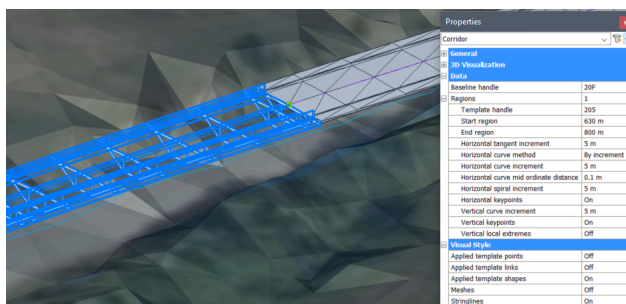 Properties
Corridor
General
3D Visualization
Data
Baseline handle 20F
Regions 1
Template handle 205
Start region 630 m
End region 800 m
Horizontal tangent increment 5 m
Horizontal curve method By increment
Horizontal curve increment 5 m
Horizontal curve mid ordinate distance 0.1 m
Horizontal spiral increment 5 m
Horizontal keypoints On
Vertical curve increment 5 m
Vertical keypoints On
Vertical local extremes Off
Visual Style
Applied template points Off
Applied template links Off
Applied template shapes On
Meshes Off
Stringlines On